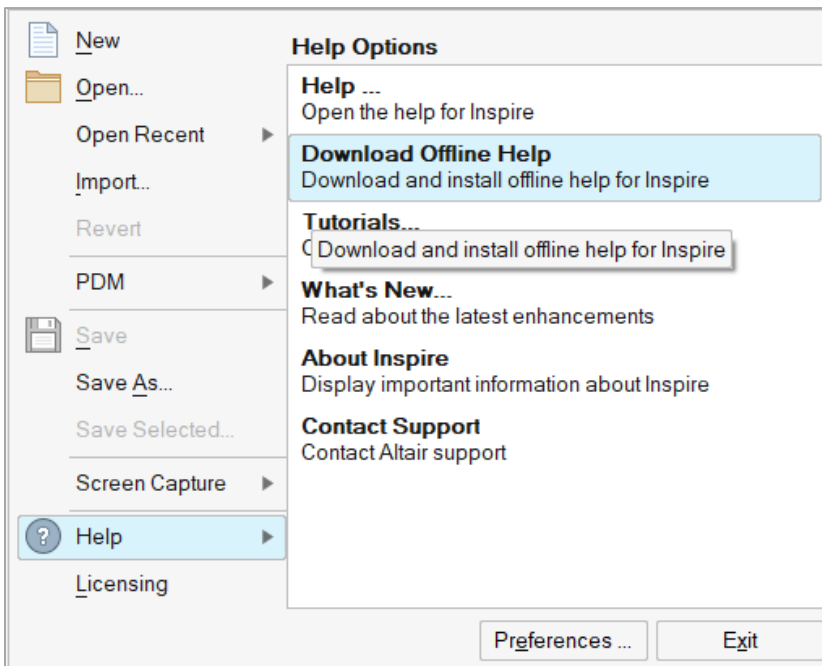 New
Open...
Open Recent
Import...
Revert
PDM
Save
Save As...
Save Selected...
Screen Capture
Help
Licensing
Help Options
Help ...
Open the help for Inspire
Download Offline Help
Download and install offline help for Inspire
Tutorials...
Download and install offline help for Inspire
What's New...
Read about the latest enhancements
About Inspire
Display important information about Inspire
Contact Support
Contact Altair support
Preferences ...
Exit